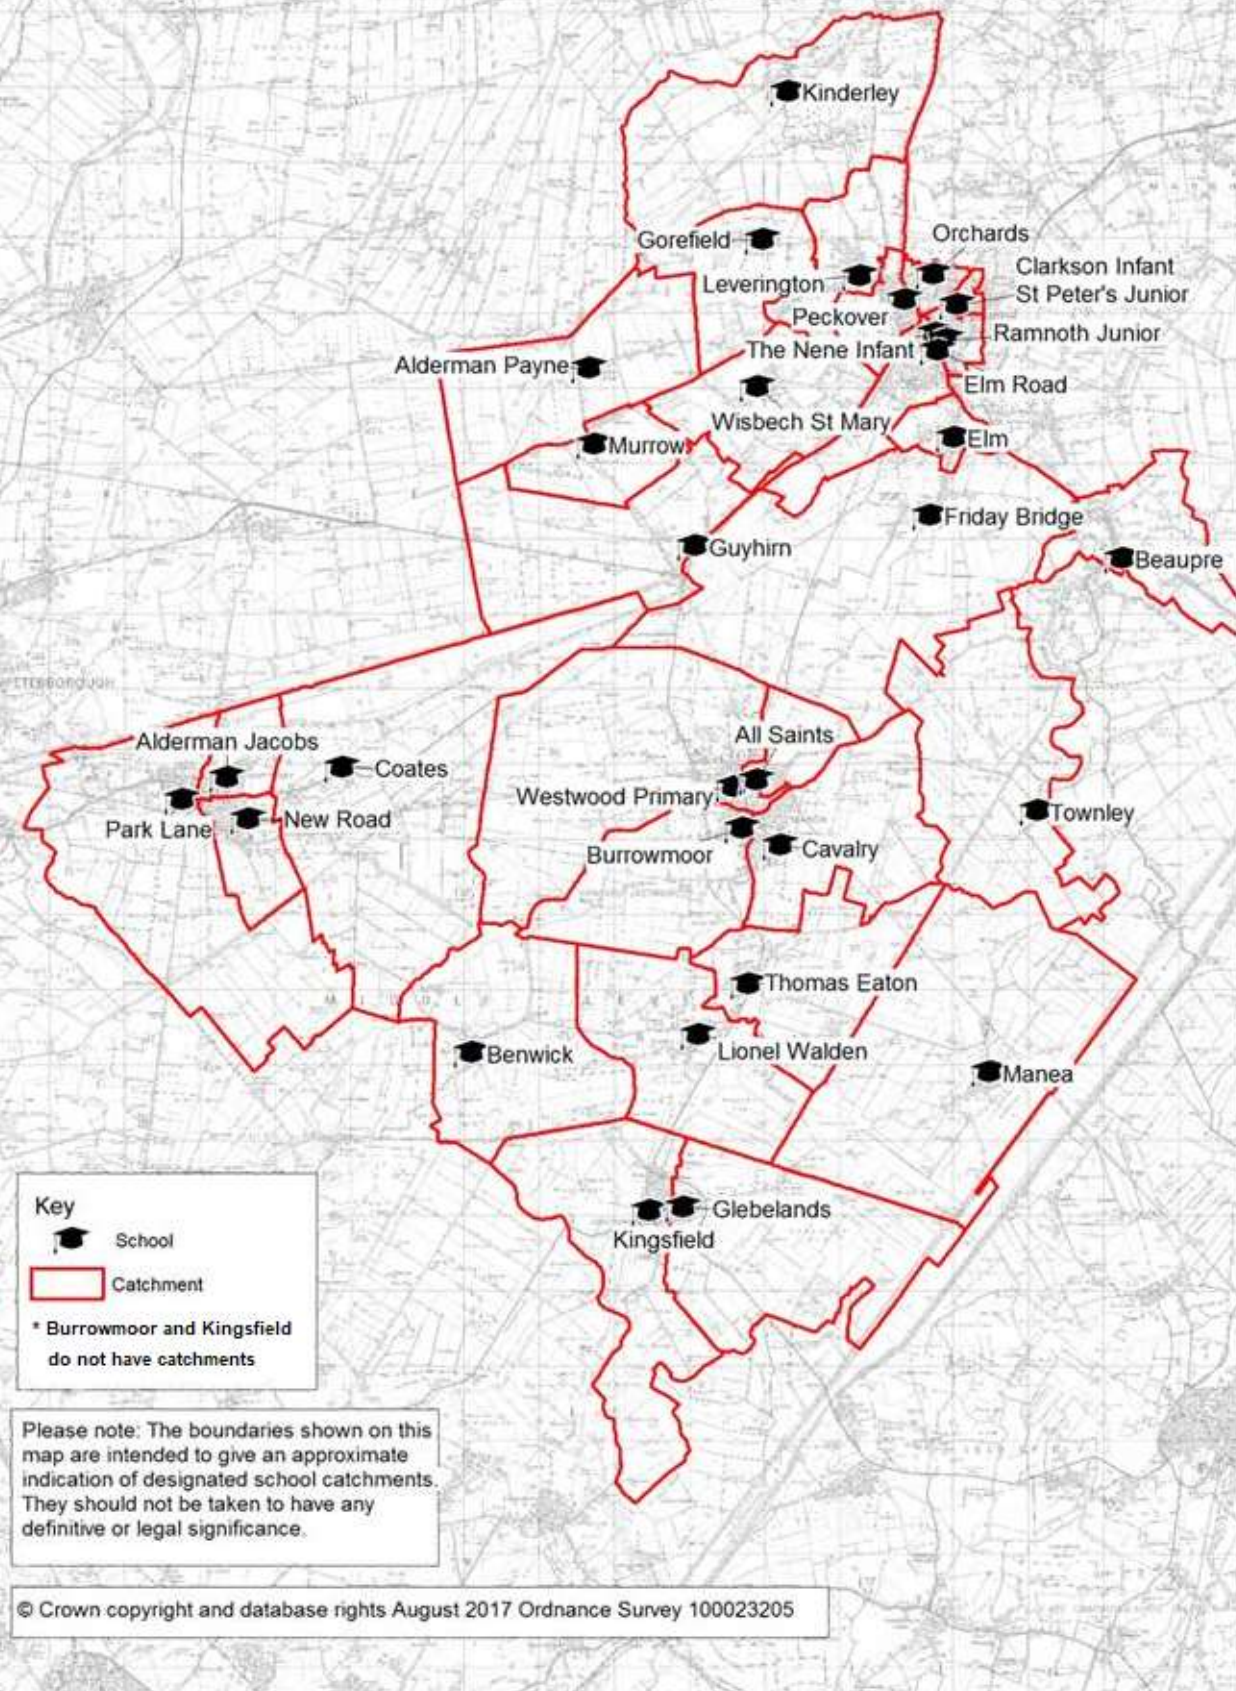 Kinderley
Gorefield
Orchards
Leverington
Clarkson Infant
St Peter's Junior
Peckover
Ramnoth Junior
The Nene Infant
Alderman Payne
Elm Road
Wisbech St Mary
Murrow
Elm
Friday Bridge
Guyhirn
Beaupre
Alderman Jacobs
All Saints
Coates
Westwood Primary
Park Lane
New Road
Townley
Burrowmoor
Cavalry
Thomas Eaton
Benwick
Lionel Walden
Manea
Glebelands
Kingsfield
Key
School
Catchment
* Burrowmoor and Kingsfield
do not have catchments
Please note: The boundaries shown on this
map are intended to give an approximate
indication of designated school catchments.
They should not be taken to have any
definitive or legal significance.
© Crown copyright and database rights August 2017 Ordnance Survey 100023205